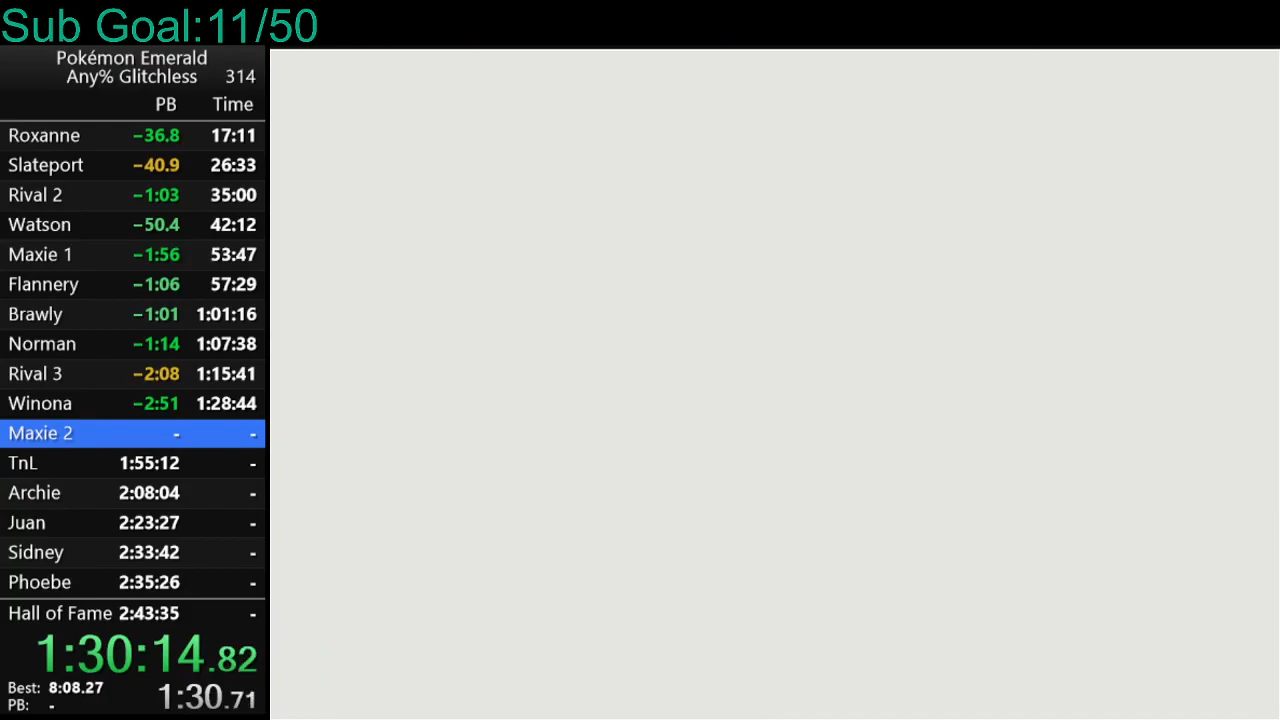 Sub Goal:11/50
Pokémon Emerald
Any% Glitchless 314
PB Time
Roxanne −36.8 17:11
Slateport −40.9 26:33
Rival 2 −1:03 35:00
Watson −50.4 42:12
Maxie 1 −1:56 53:47
Flannery −1:06 57:29
Brawly −1:01 1:01:16
Norman −1:14 1:07:38
Rival 3 −2:08 1:15:41
Winona −2:51 1:28:44
Maxie 2 - -
TnL 1:55:12 -
Archie 2:08:04 -
Juan 2:23:27 -
Sidney 2:33:42 -
Phoebe 2:35:26 -
Hall of Fame 2:43:35 -
1:30:14.82
Best: 8:08.27 1:30.71
PB: -